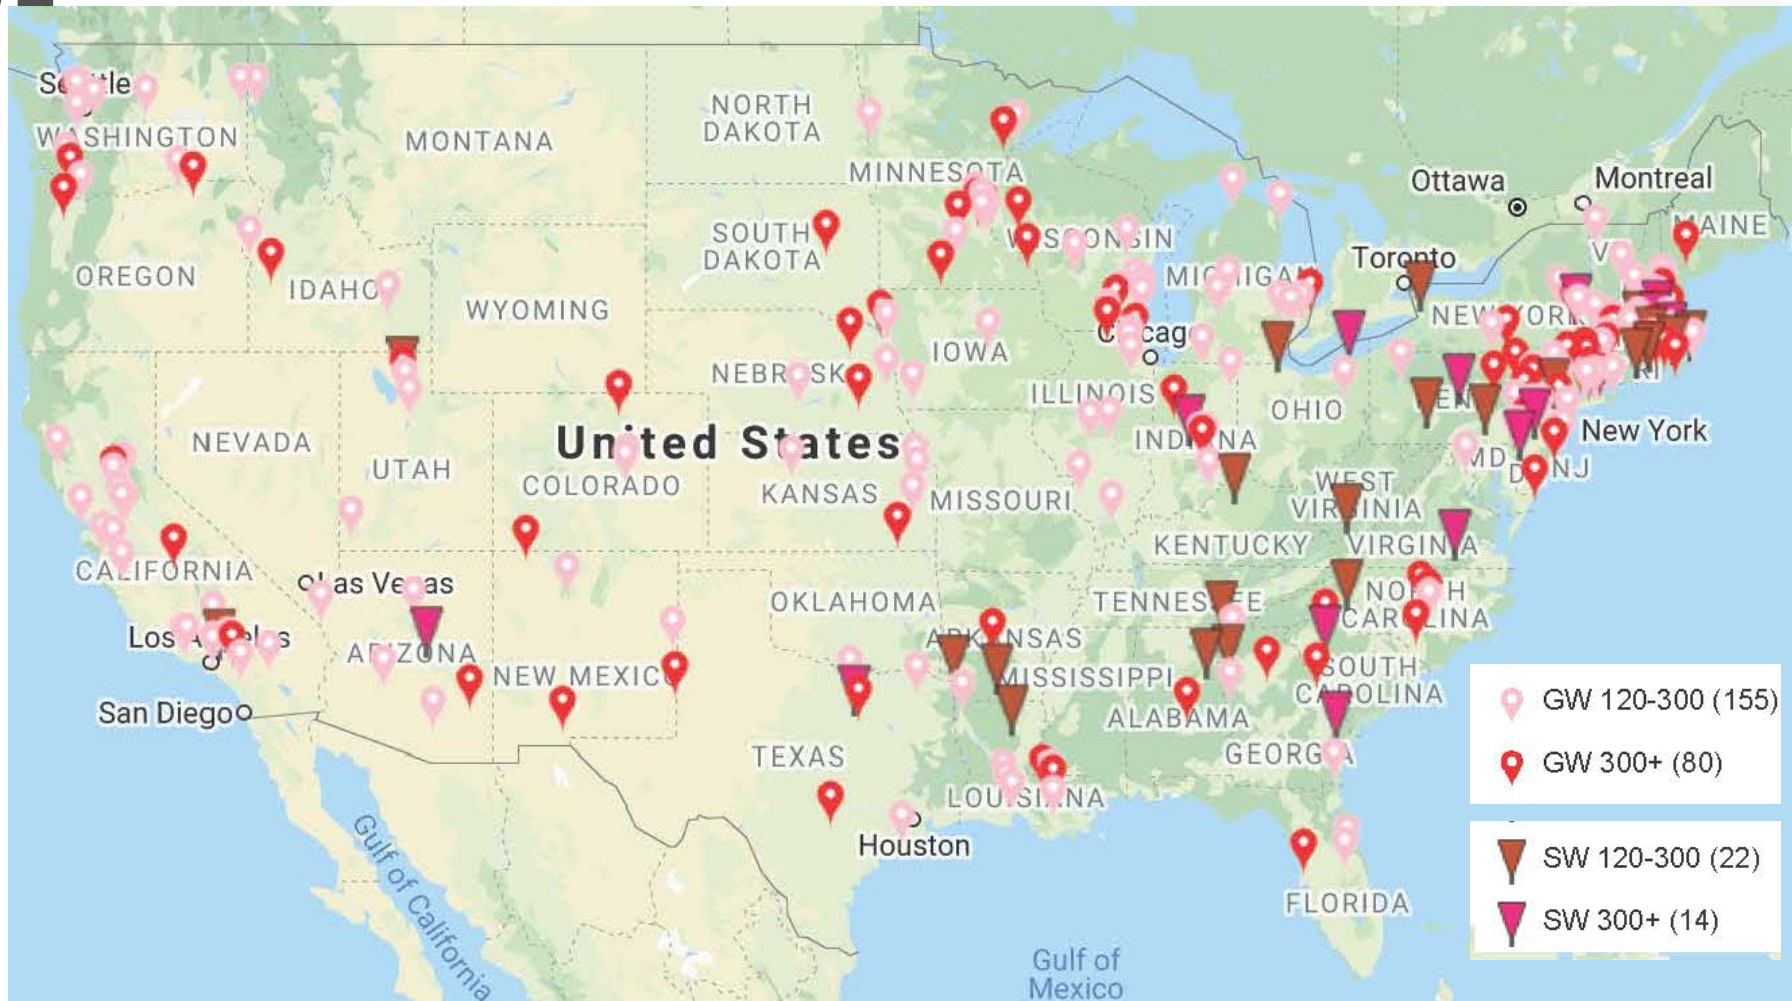 Seattle
WASHINGTON
MONTANA
NORTH
DAKOTA
MINNESOTA
Ottawa
Montreal
MAINE
OREGON
IDAHO
WYOMING
SOUTH
DAKOTA
WISCONSIN
MICHIGAN
Toronto
NEW YORK
Chicago
IOWA
NEBRASK
ILLINOIS
INDIANA
OHIO
PEN
RI
New York
NEVADA
UTAH
United States
COLORADO
KANSAS
MISSOURI
WEST
VIRGINIA
MD
NJ
KENTUCKY
VIRGINIA
CALIFORNIA
Las Vegas
OKLAHOMA
TENNESSEE
NORTH
CAROLINA
Los Angeles
ARIZONA
NEW MEXICO
ARKANSAS
MISSISSIPPI
SOUTH
CAROLINA
San Diego
ALABAMA
TEXAS
GEORGIA
LOUISIANA
Houston
FLORIDA
Gulf of California
Gulf of
Mexico
GW 120-300 (155)
GW 300+ (80)
SW 120-300 (22)
SW 300+ (14)